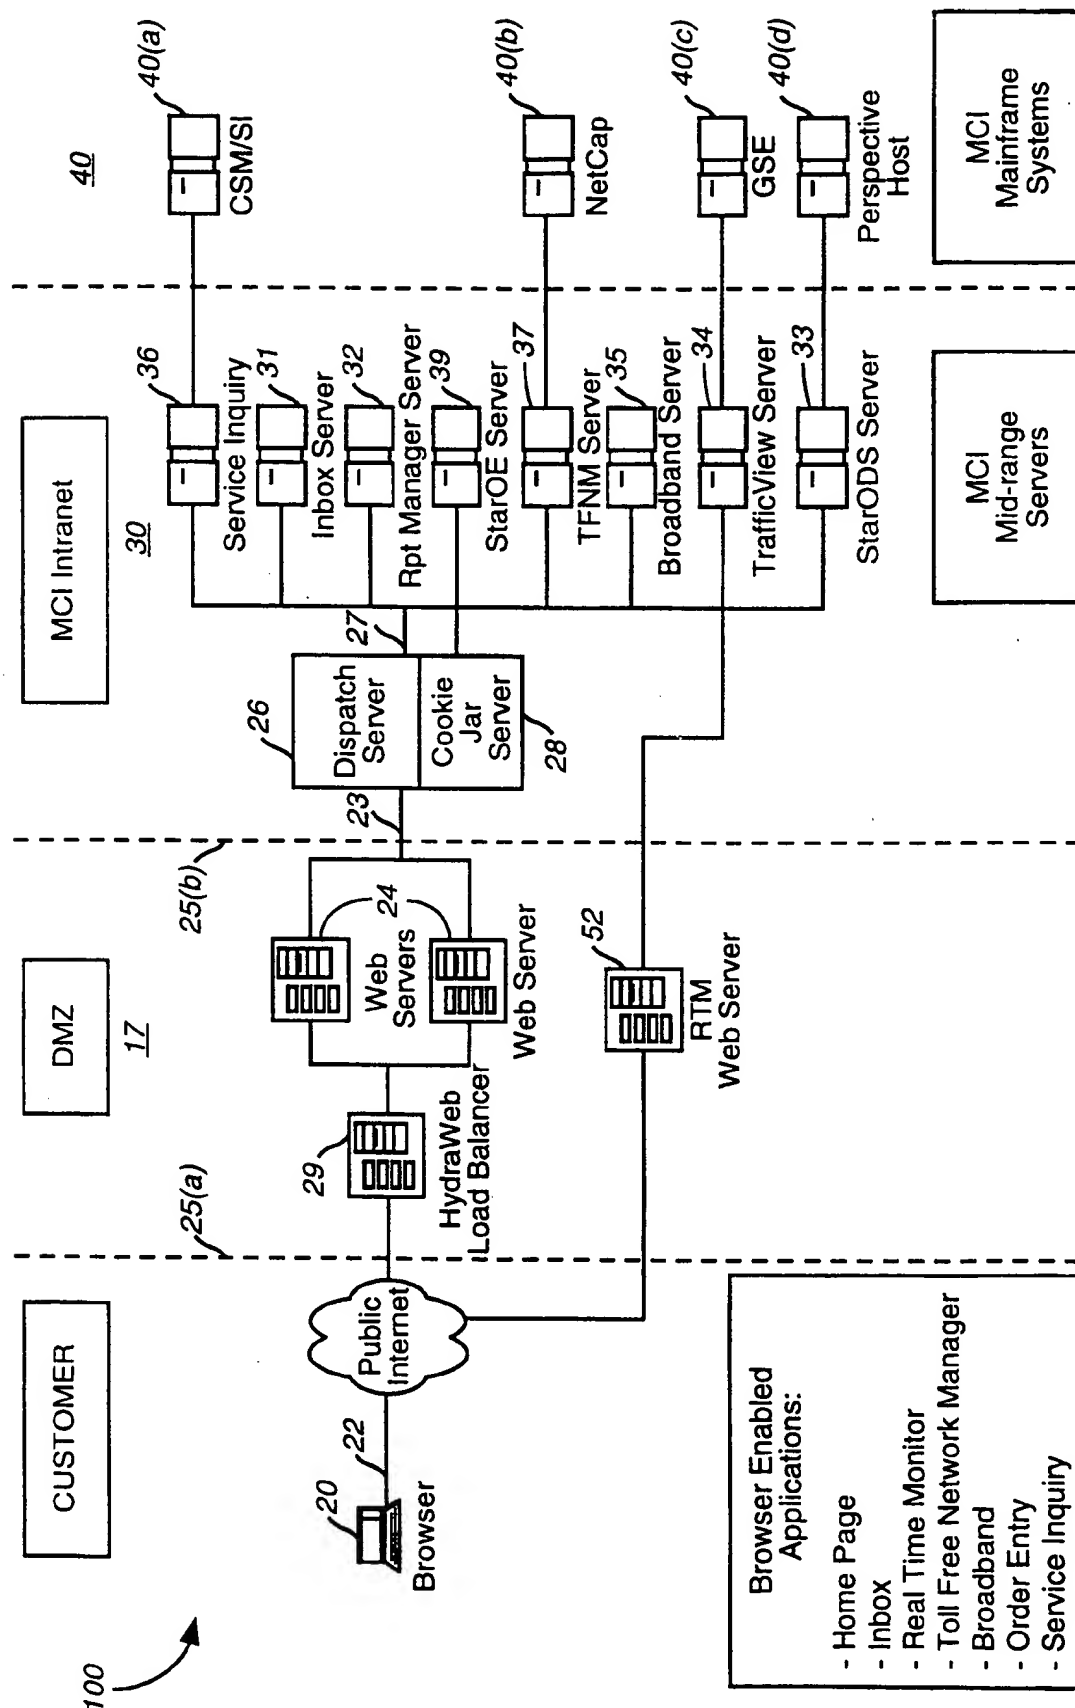 100
CUSTOMER
DMZ
17
MCI Intranet
30
40
25(a)
25(b)
20
Browser
22
Public
Internet
29
HydraWeb
Load Balancer
Web
Servers
24
Web Server
52
RTM
Web Server
23
26
Dispatch
Server
Cookie
Jar
Server
28
27
36
Service Inquiry
31
Inbox Server
32
Rpt Manager Server
39
StarOE Server
37
TFNM Server
35
Broadband Server
34
TrafficView Server
33
StarODS Server
40(a)
CSM/SI
40(b)
NetCap
40(c)
GSE
40(d)
Perspective
Host
Browser Enabled
Applications:
- Home Page
- Inbox
- Real Time Monitor
- Toll Free Network Manager
- Broadband
- Order Entry
- Service Inquiry
MCI
Mid-range
Servers
MCI
Mainframe
Systems